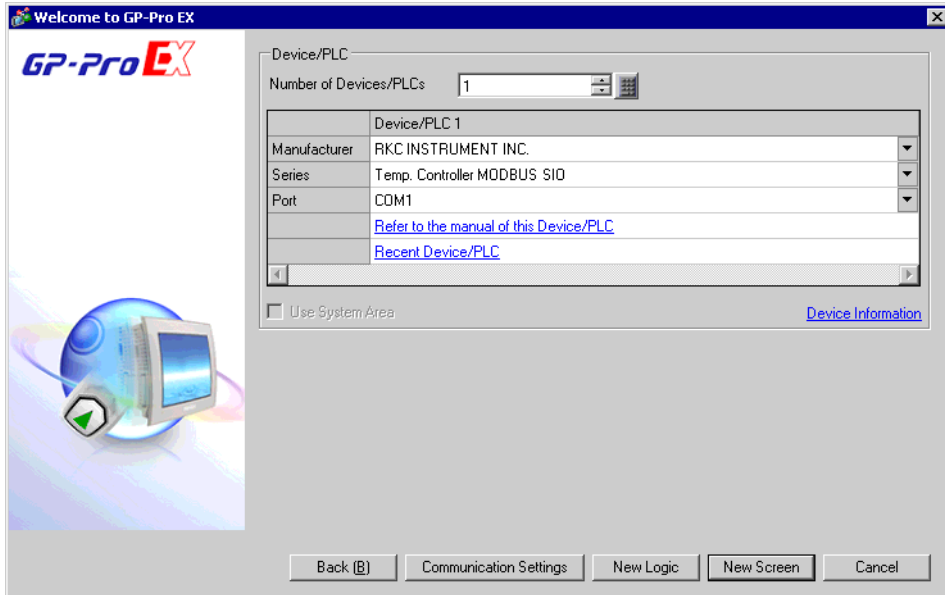 Welcome to GP-Pro EX
GP-Pro EX
Device/PLC
Number of Devices/PLCs 1
Device/PLC 1
Manufacturer RKC INSTRUMENT INC.
Series Temp. Controller MODBUS SIO
Port COM1
Refer to the manual of this Device/PLC
Recent Device/PLC
Use System Area Device Information
Back (B) Communication Settings New Logic New Screen Cancel